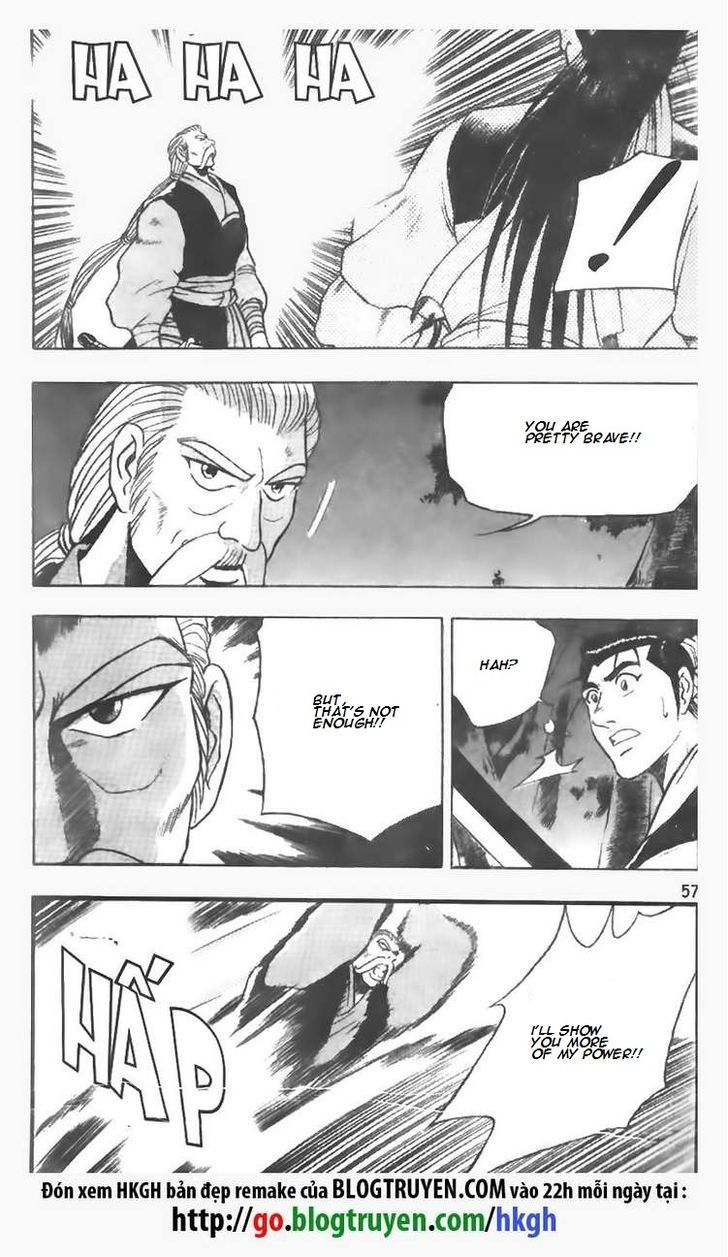 HA HA HA
!
YOU ARE
PRETTY BRAVE!!
BUT,
THAT'S NOT
ENOUGH!!
HAH?
57
HẤP
I'LL SHOW
YOU MORE
OF MY POWER!!
Đón xem HKGH bản đẹp remake của BLOGTRUYEN.COM vào 22h mỗi ngày tại :
http://go.blogtruyen.com/hkgh